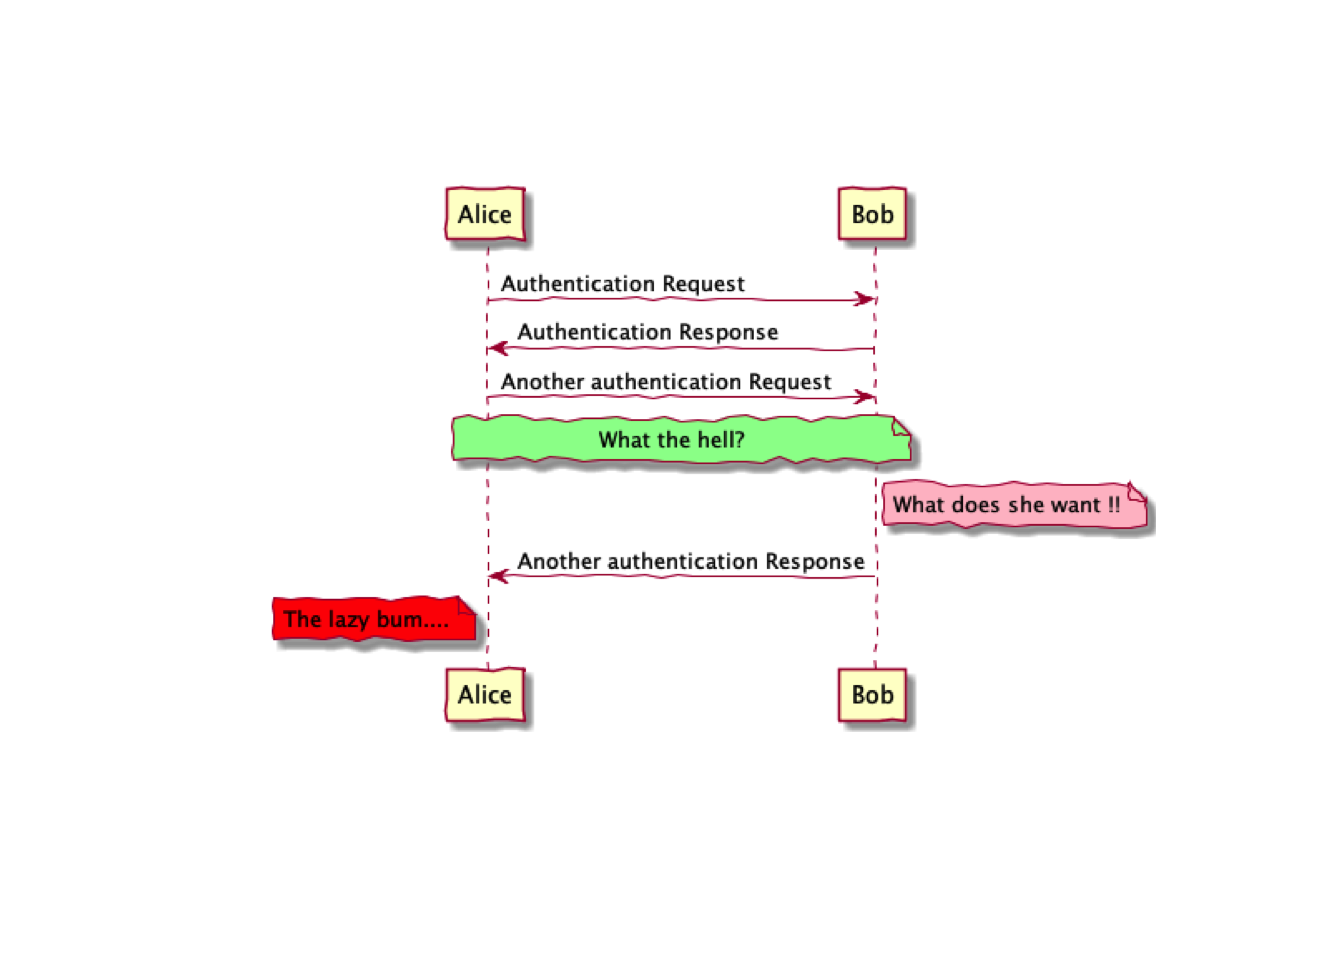 Alice
Bob
Authentication Request
Authentication Response
Another authentication Request
What the hell?
What does she want !!
Another authentication Response
The lazy bum....
Alice
Bob